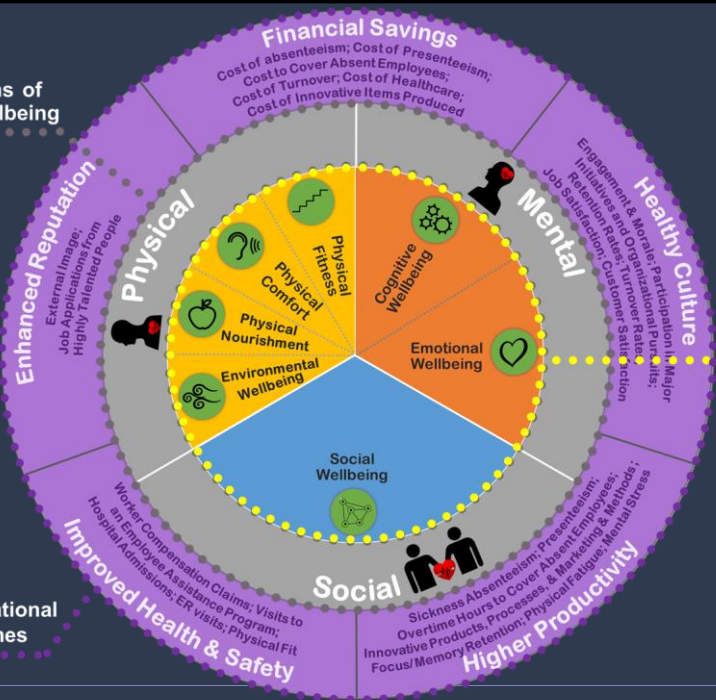 Financial Savings
Cost of absenteeism; Cost of Presenteeism;
Cost to Cover Absent Employees;
Cost of Turnover; Cost of Healthcare;
Cost of Innovative Items Produced
Healthy Culture
Engagement & Morale; Participation in Major
Initiatives and Organizational Pursuits;
Retention Rates; Turnover Rates;
Job Satisfaction; Customer Satisfaction
Higher Productivity
Sickness Absenteeism; Presenteeism;
Overtime Hours to Cover Absent Employees;
Innovative Products, Processes, & Marketing & Methods;
Focus/Memory Retention; Physical Fatigue; Mental Stress
Improved Health & Safety
Worker Compensation Claims; Visits to
an Employee Assistance Program;
Hospital Admissions; ER visits; Physical Fit
Enhanced Reputation
External Image;
Job Applications from
Highly Talented People
Physical
Mental
Social
Physical
Fitness
Physical
Comfort
Physical
Nourishment
Environmental
Wellbeing
Cognitive
Wellbeing
Emotional
Wellbeing
Social
Wellbeing
of